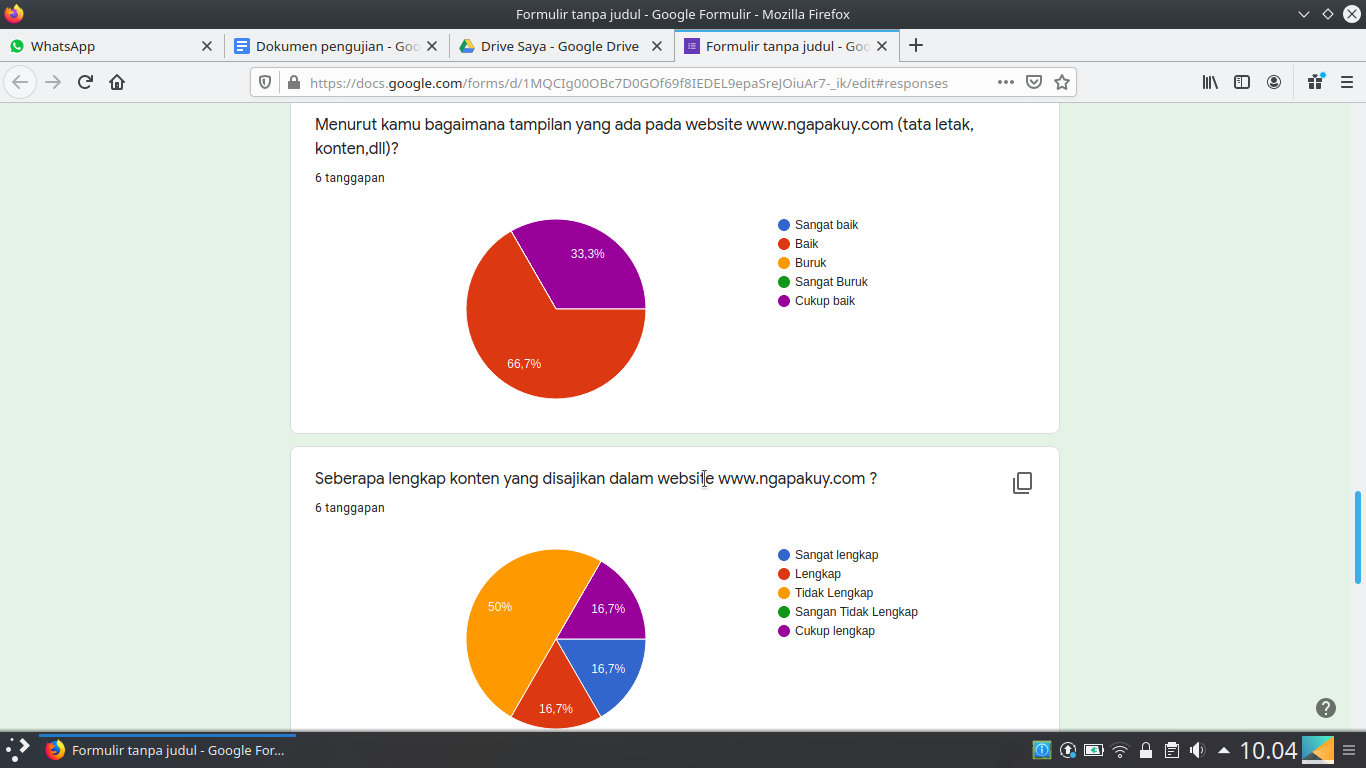 Formulir tanpa judul - Google Formulir - Mozilla Firefox
WhatsApp
Dokumen pengujian - Goo
Drive Saya - Google Drive
Formulir tanpa judul - Goo
https://docs.google.com/forms/d/1MQCIg00OBc7D0GOf69f8IEDEL9epaSreJOiuAr7-_ik/edit#responses
Menurut kamu bagaimana tampilan yang ada pada website www.ngapakuy.com (tata letak,
konten,dll)?
6 tanggapan
33,3%
66,7%
Sangat baik
Baik
Buruk
Sangat Buruk
Cukup baik
Seberapa lengkap konten yang disajikan dalam website www.ngapakuy.com ?
6 tanggapan
50%
16,7%
16,7%
16,7%
Sangat lengkap
Lengkap
Tidak Lengkap
Sangan Tidak Lengkap
Cukup lengkap
Formulir tanpa judul - Google For...
10.04